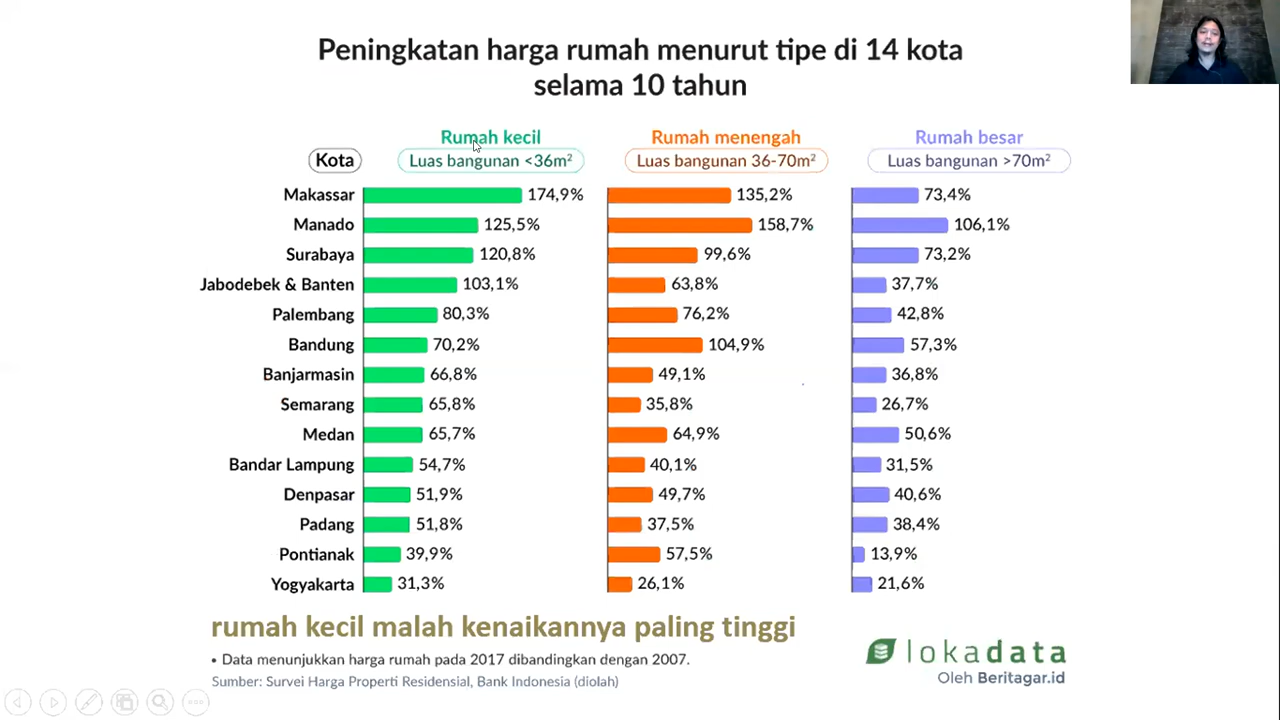 Peningkatan harga rumah menurut tipe di 14 kota
selama 10 tahun
Rumah kecil Rumah menengah Rumah besar
Kota Luas bangunan <36m² Luas bangunan 36-70m² Luas bangunan >70m²
Makassar 174,9% 135,2% 73,4%
Manado 125,5% 158,7% 106,1%
Surabaya 120,8% 99,6% 73,2%
Jabodebek & Banten 103,1% 63,8% 37,7%
Palembang 80,3% 76,2% 42,8%
Bandung 70,2% 104,9% 57,3%
Banjarmasin 66,8% 49,1% 36,8%
Semarang 65,8% 35,8% 26,7%
Medan 65,7% 64,9% 50,6%
Bandar Lampung 54,7% 40,1% 31,5%
Denpasar 51,9% 49,7% 40,6%
Padang 51,8% 37,5% 38,4%
Pontianak 39,9% 57,5% 13,9%
Yogyakarta 31,3% 26,1% 21,6%
rumah kecil malah kenaikannya paling tinggi
• Data menunjukkan harga rumah pada 2017 dibandingkan dengan 2007.
Sumber: Survei Harga Properti Residensial, Bank Indonesia (diolah)
lokadata
Oleh Beritagar.id